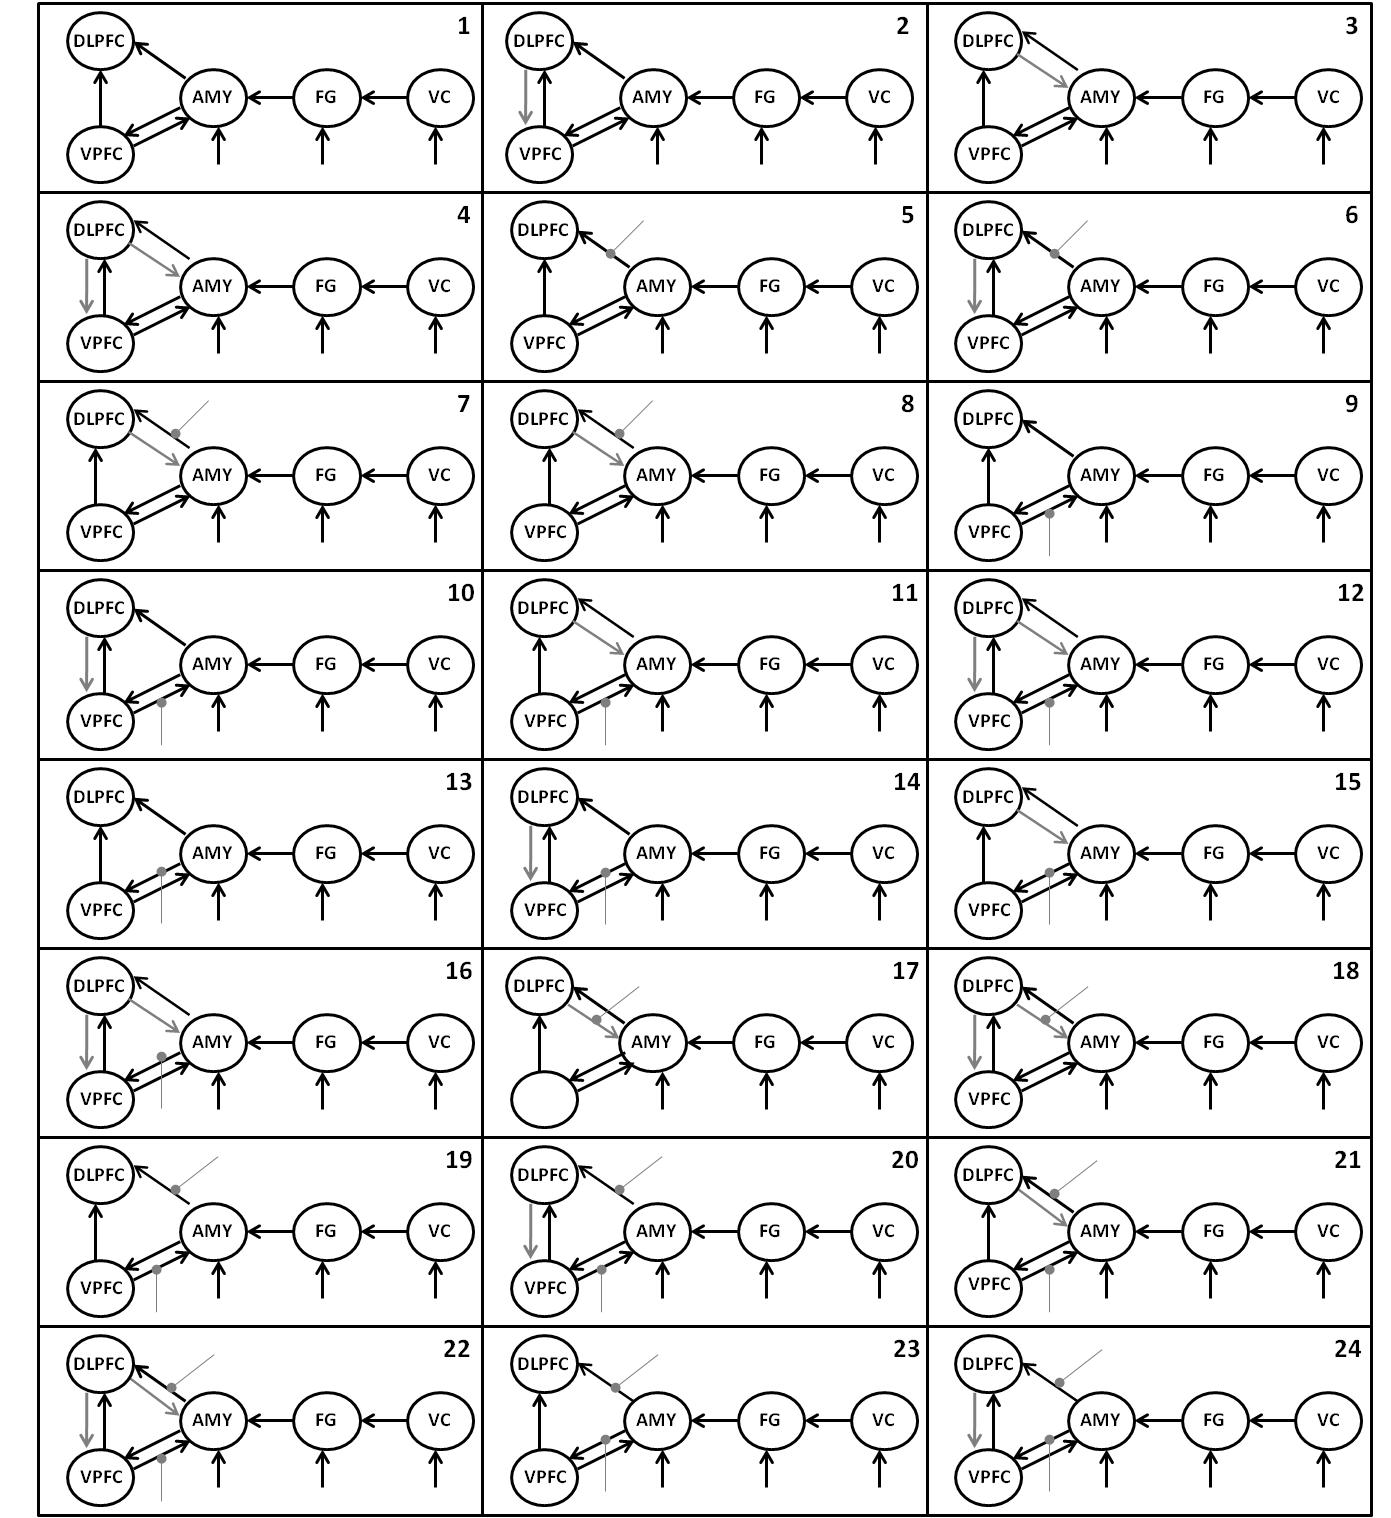 1 2 3
DLPFC DLPFC DLPFC
AMY FG VC AMY FG VC AMY FG VC
VPFC VPFC VPFC
4 5 6
DLPFC DLPFC DLPFC
AMY FG VC AMY FG VC AMY FG VC
VPFC VPFC VPFC
7 8 9
DLPFC DLPFC DLPFC
AMY FG VC AMY FG VC AMY FG VC
VPFC VPFC VPFC
10 11 12
DLPFC DLPFC DLPFC
AMY FG VC AMY FG VC AMY FG VC
VPFC VPFC VPFC
13 14 15
DLPFC DLPFC DLPFC
AMY FG VC AMY FG VC AMY FG VC
VPFC VPFC VPFC
16 17 18
DLPFC DLPFC DLPFC
AMY FG VC AMY FG VC AMY FG VC
VPFC VPFC
19 20 21
DLPFC DLPFC DLPFC
AMY FG VC AMY FG VC AMY FG VC
VPFC VPFC VPFC
22 23 24
DLPFC DLPFC DLPFC
AMY FG VC AMY FG VC AMY FG VC
VPFC VPFC VPFC